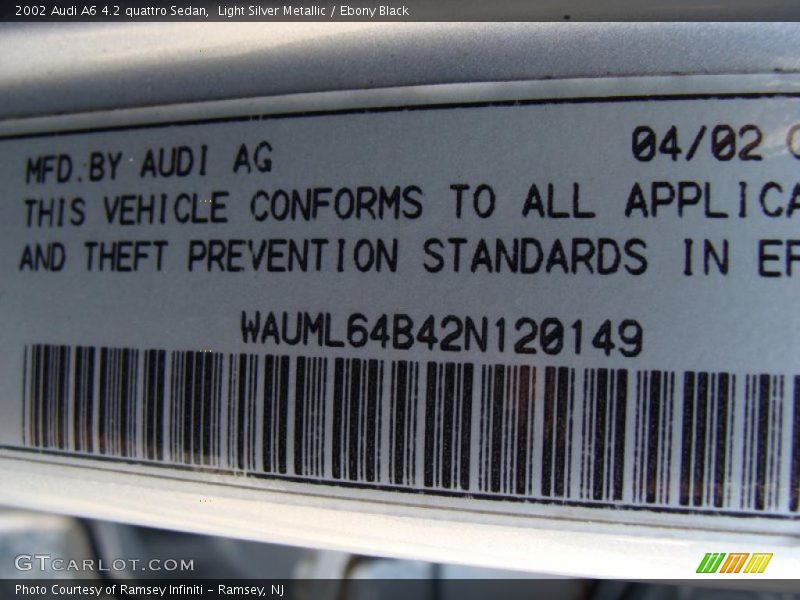 2002 Audi A6 4.2 quattro Sedan, Light Silver Metallic / Ebony Black
MFD.BY AUDI AG 04/02
THIS VEHICLE CONFORMS TO ALL APPLICA
AND THEFT PREVENTION STANDARDS IN EF
WAUML64B42N120149
GTCARLOT.COM
Photo Courtesy of Ramsey Infiniti - Ramsey, NJ